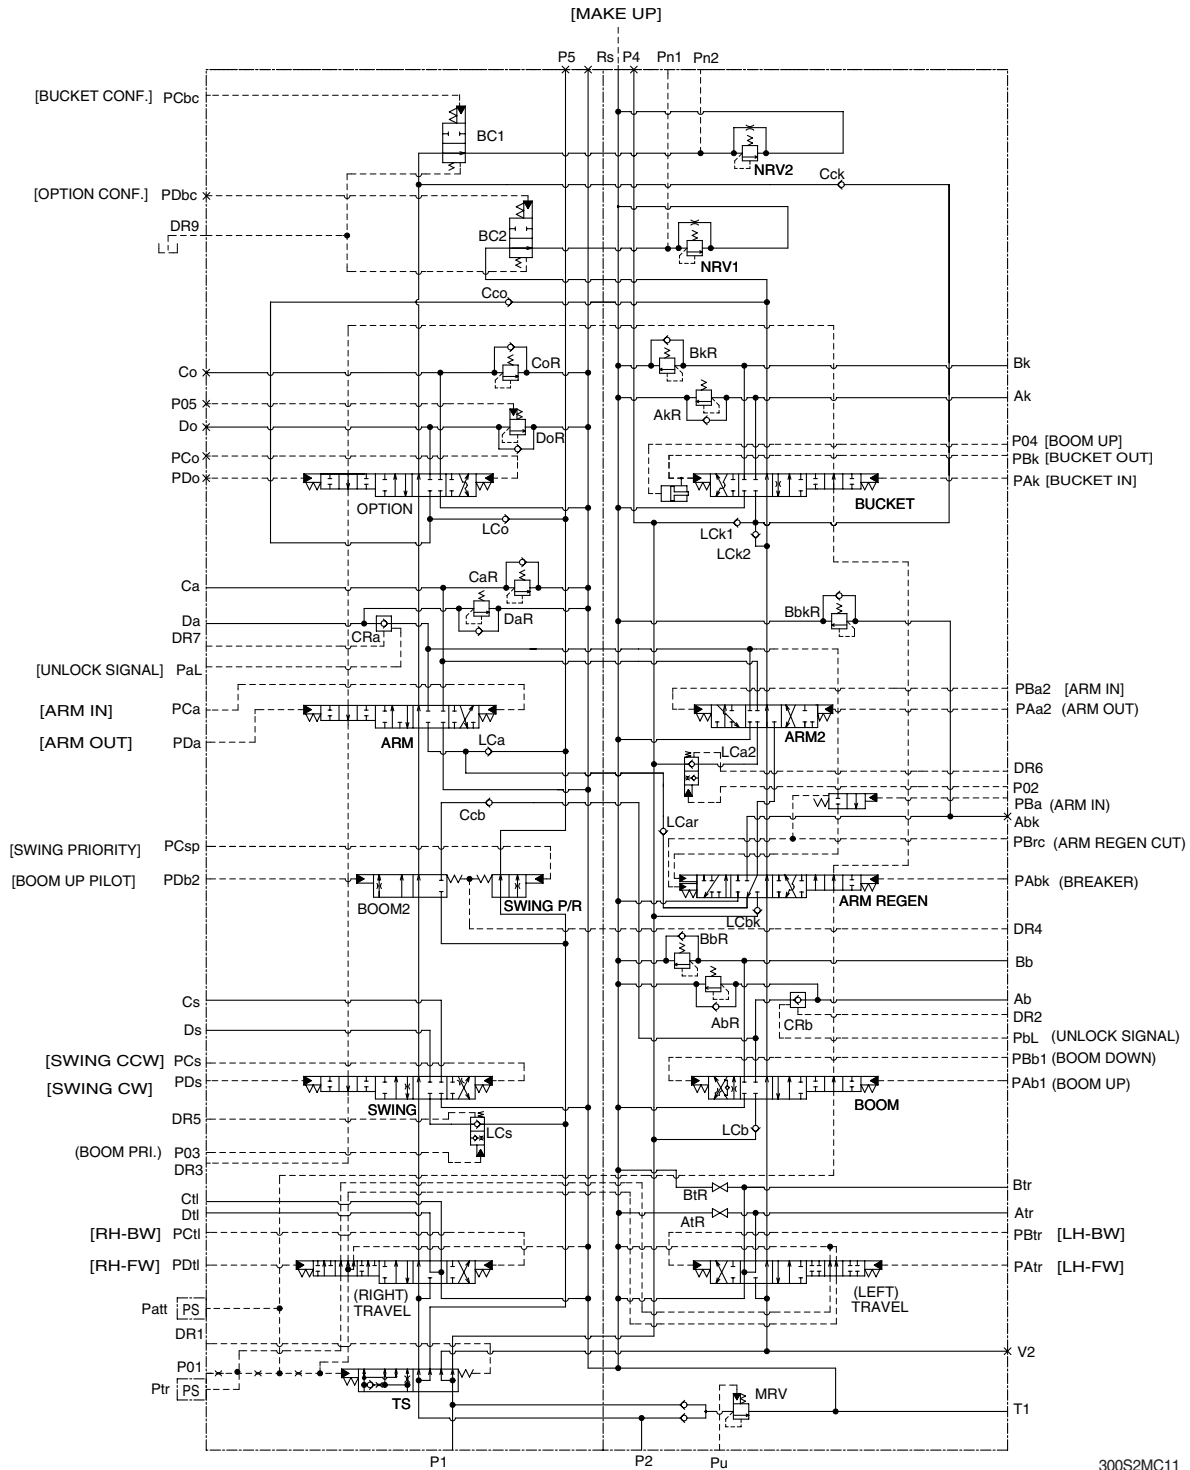 [MAKE UP]
P5 Rs P4 Pn1 Pn2
[BUCKET CONF.] PCbc
BC1
NRV2
Cck
[OPTION CONF.] PDbc
DR9
BC2
NRV1
Cco
CoR
BkR
Co
Bk
P05
AkR
Ak
Do
DoR
P04 [BOOM UP]
PCo
PBk [BUCKET OUT]
PDo
PAk [BUCKET IN]
OPTION
BUCKET
LCo
LCk1
LCk2
CaR
Ca
DaR
BbkR
Da
DR7
CRa
[UNLOCK SIGNAL] PaL
PBa2 [ARM IN]
[ARM IN] PCa
PAa2 (ARM OUT)
[ARM OUT] PDa
ARM
ARM2
LCa
LCa2
DR6
P02
PBa (ARM IN)
Ccb
LCar
Abk
PBrc (ARM REGEN CUT)
[SWING PRIORITY] PCsp
[BOOM UP PILOT] PDb2
PAbk (BREAKER)
BOOM2
SWING P/R
ARM REGEN
LCbk
DR4
BbR
Bb
Cs
Ab
AbR
CRb
DR2
Ds
PbL (UNLOCK SIGNAL)
[SWING CCW] PCs
PBb1 (BOOM DOWN)
[SWING CW] PDs
PAb1 (BOOM UP)
SWING
BOOM
DR5
LCs
LCb
(BOOM PRI.) P03
DR3
Ctl
BtR
Btr
Dtl
AtR
Atr
[RH-BW] PCtl
PBtr [LH-BW]
[RH-FW] PDtl
PAtr [LH-FW]
(RIGHT)
TRAVEL
(LEFT)
TRAVEL
Patt PS
DR1
V2
P01
Ptr PS
TS
MRV
T1
P1 P2 Pu
300S2MC11